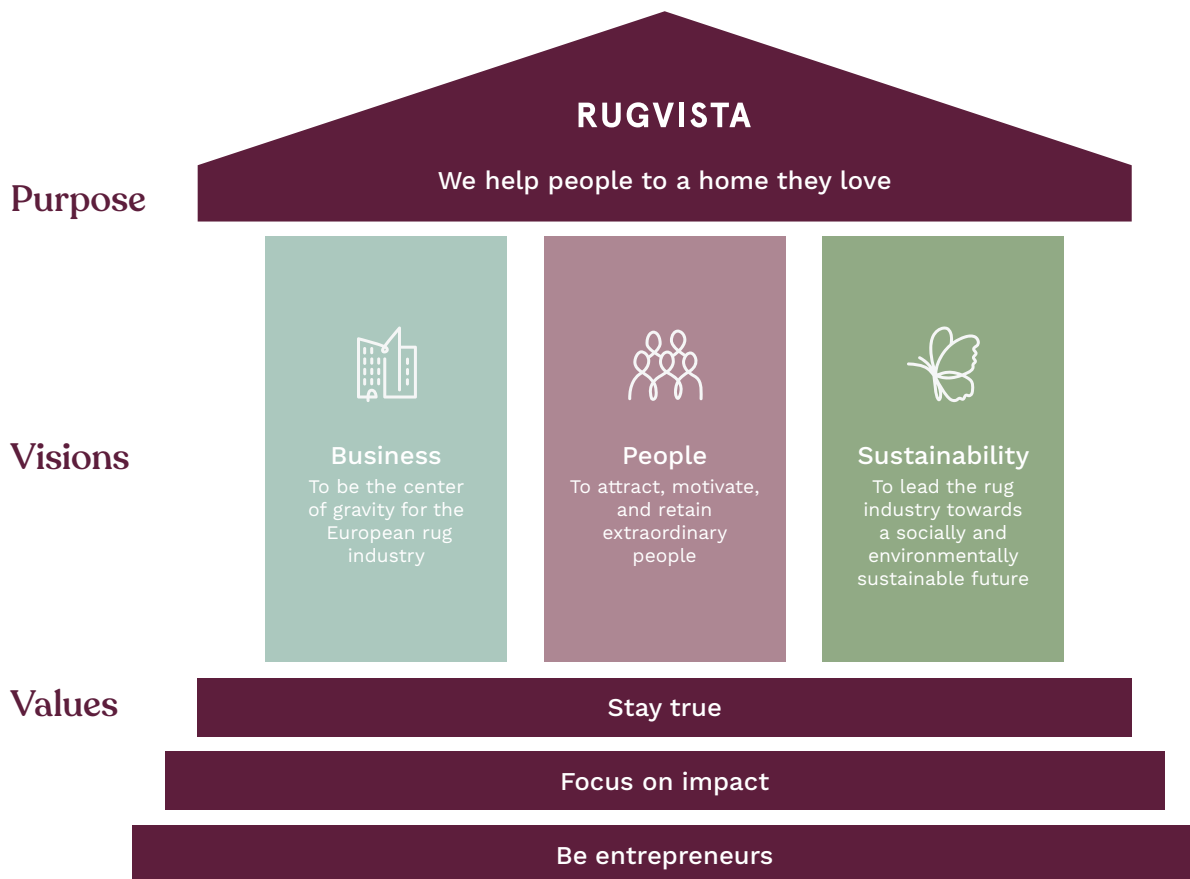 RUGVISTA
Purpose
We help people to a home they love
Visions
Business
To be the center
of gravity for the
European rug
industry
People
To attract, motivate,
and retain
extraordinary
people
Sustainability
To lead the rug
industry towards
a socially and
environmentally
sustainable future
Values
Stay true
Focus on impact
Be entrepreneurs